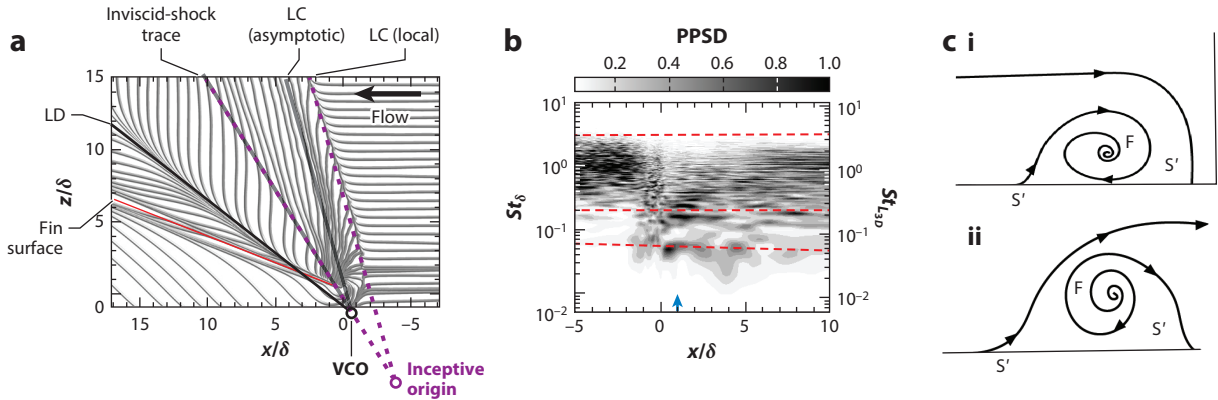 a
Inviscid-shock
trace
LC
(asymptotic)
LC (local)
LD
Fin
surface
Flow
15
10
5
0
z/δ
15 10 5 0 −5
x/δ
VCO
Inceptive
origin
b
PPSD
0.2 0.4 0.6 0.8 1.0
10¹
10⁰
10⁻¹
10⁻²
Stδ
10⁰
10⁻¹
10⁻²
St_L3D
−5 0 5 10
x/δ
c i
F
S′
S′
ii
F
S′
S′